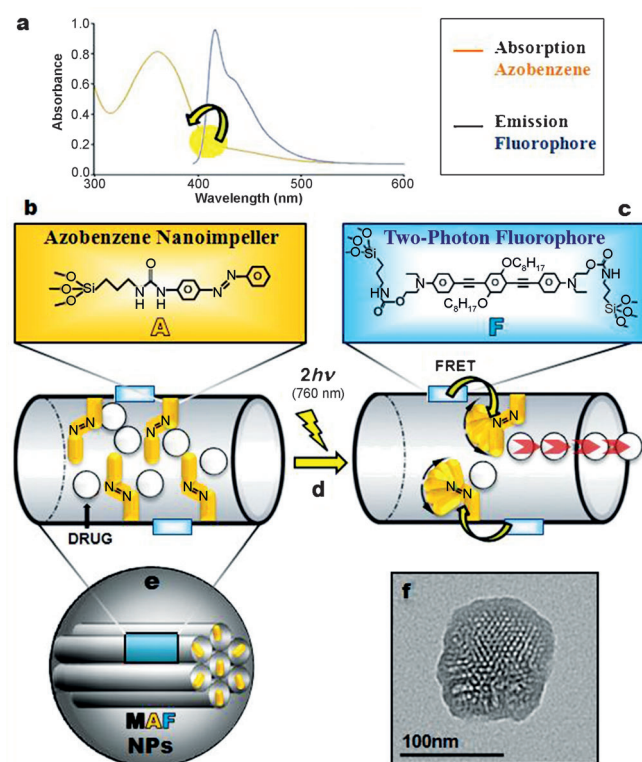 a
1.0
0.8
0.6
0.4
0.2
0.0
Absorbance
300
400
500
600
Wavelength (nm)
Absorption
Azobenzene
Emission
Fluorophore
b
Azobenzene Nanoimpeller
O
O
O
Si
O
N
H
N
H
N
N
A
c
Two-Photon Fluorophore
O
O
O
Si
NH
O
O
N
OC8H17
C8H17O
N
O
O
NH
Si
O
O
O
F
N=N
N=N
N=N
N=N
DRUG
2hν
(760 nm)
d
FRET
N=N
N=N
e
MAF
NPs
f
100nm